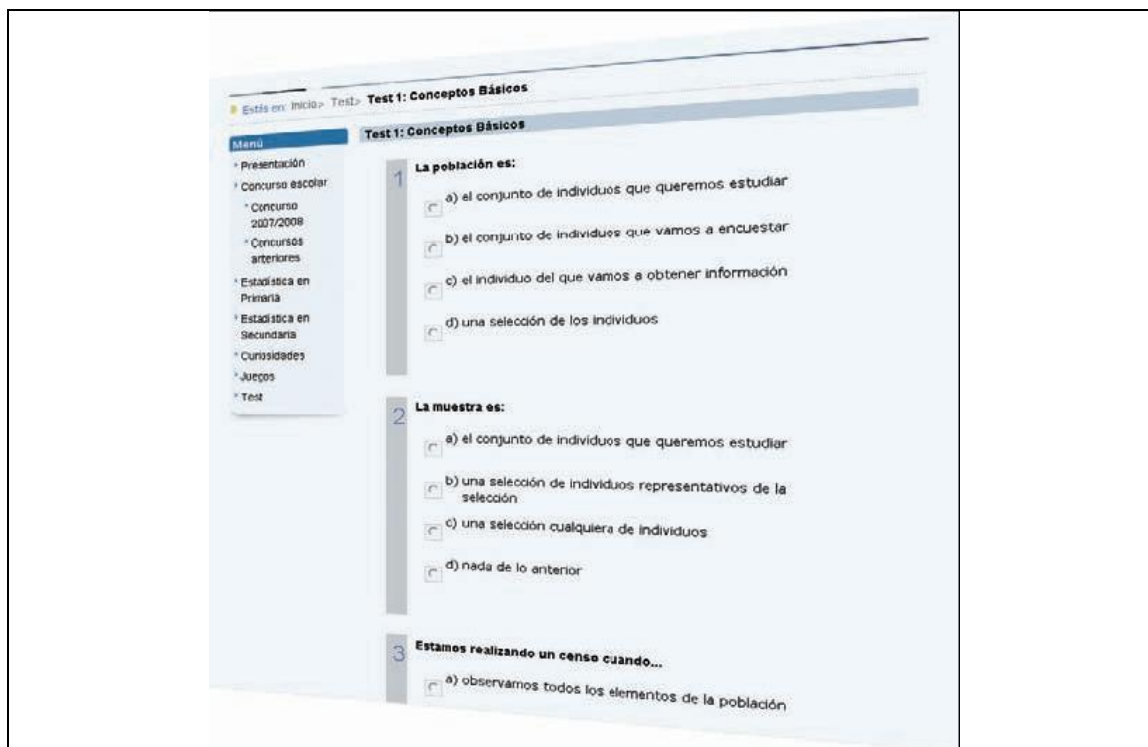 Estás en: Inicio> Test> Test 1: Conceptos Básicos
Menú
Presentación
Concurso escolar
Concurso
2007/2008
Concursos
arteriores
Estadística en
Primaria
Estadística en
Secundaria
Curiosidades
Juegos
Test
Test 1: Conceptos Básicos
1
La población es:
a) el conjunto de individuos que queremos estudiar
b) el conjunto de individuos que vamos a encuestar
c) el individuo del que vamos a obtener información
d) una selección de los individuos
2
La muestra es:
a) el conjunto de individuos que queremos estudiar
b) una selección de individuos representativos de la
selección
c) una selección cualquiera de individuos
d) nada de lo anterior
3
Estamos realizando un censo cuando...
a) observamos todos los elementos de la población